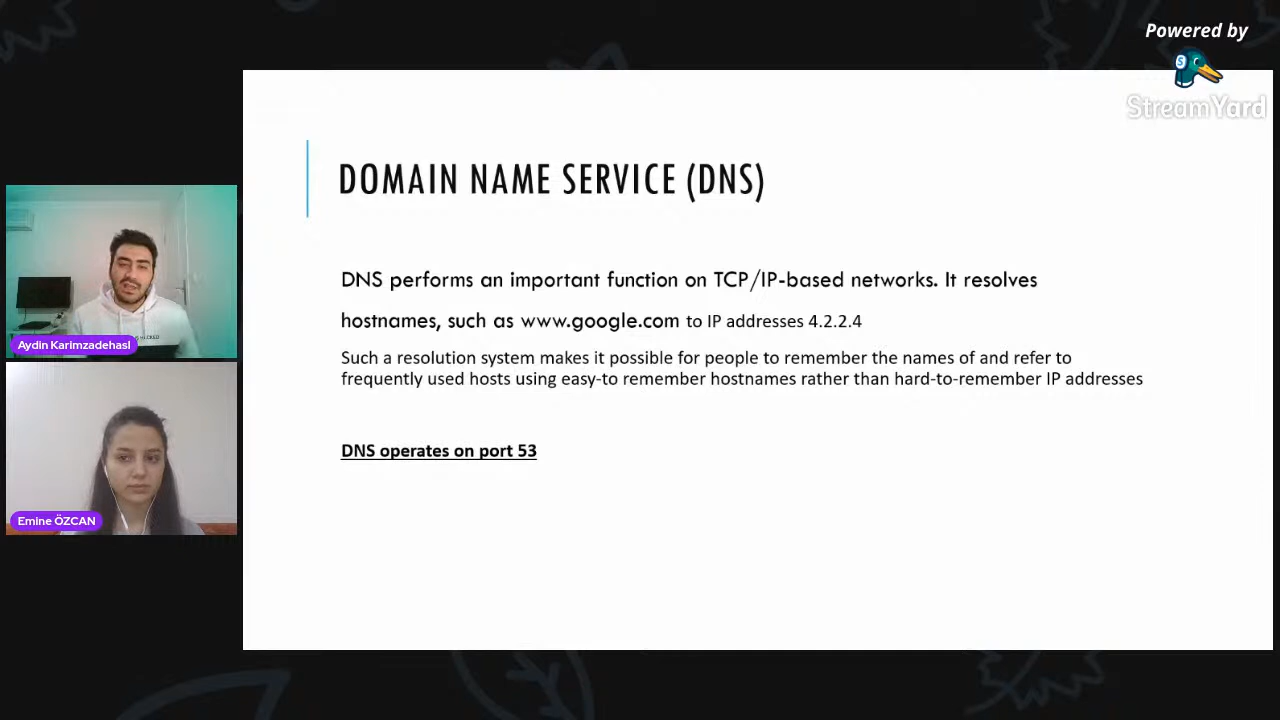 Powered by
StreamYard
DOMAIN NAME SERVICE (DNS)
DNS performs an important function on TCP/IP-based networks. It resolves
hostnames, such as www.google.com to IP addresses 4.2.2.4
Such a resolution system makes it possible for people to remember the names of and refer to
frequently used hosts using easy-to remember hostnames rather than hard-to-remember IP addresses
DNS operates on port 53
Aydin Karimzadehasl
Emine ÖZCAN